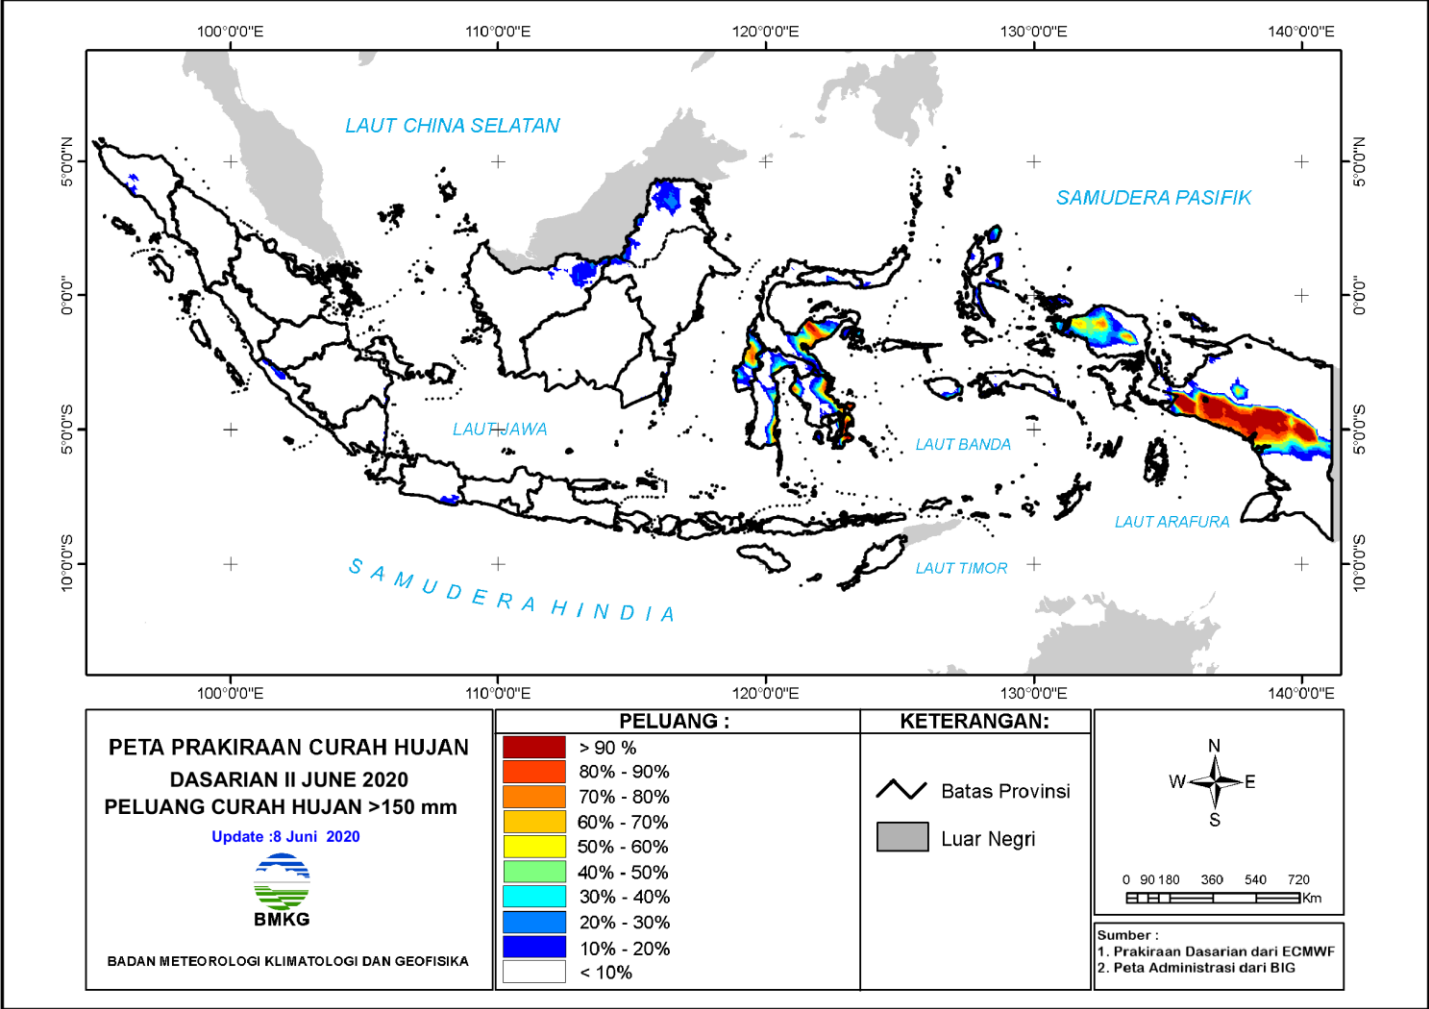 100°0'0"E 110°0'0"E 120°0'0"E 130°0'0"E 140°0'0"E
5°0'0"N
0°0'0"
5°0'0"S
10°0'0"S
5°0'0"N
0°0'0"
5°0'0"S
10°0'0"S
LAUT CHINA SELATAN
SAMUDERA PASIFIK
LAUT JAWA
LAUT BANDA
LAUT ARAFURA
LAUT TIMOR
SAMUDERA HINDIA
100°0'0"E 110°0'0"E 120°0'0"E 130°0'0"E 140°0'0"E
PETA PRAKIRAAN CURAH HUJAN
DASARIAN II JUNE 2020
PELUANG CURAH HUJAN >150 mm
Update :8 Juni 2020
BMKG
BADAN METEOROLOGI KLIMATOLOGI DAN GEOFISIKA
PELUANG :
> 90 %
80% - 90%
70% - 80%
60% - 70%
50% - 60%
40% - 50%
30% - 40%
20% - 30%
10% - 20%
< 10%
KETERANGAN:
Batas Provinsi
Luar Negri
N
W E
S
0 90 180 360 540 720
Km
Sumber :
1. Prakiraan Dasarian dari ECMWF
2. Peta Administrasi dari BIG